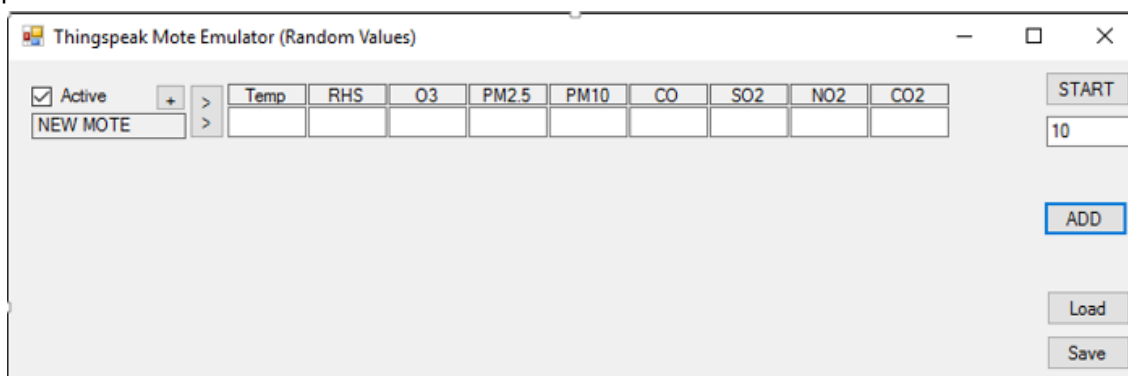 Thingspeak Mote Emulator (Random Values)
Active + > Temp RHS O3 PM2.5 PM10 CO SO2 NO2 CO2 START
NEW MOTE >
10
ADD
Load
Save